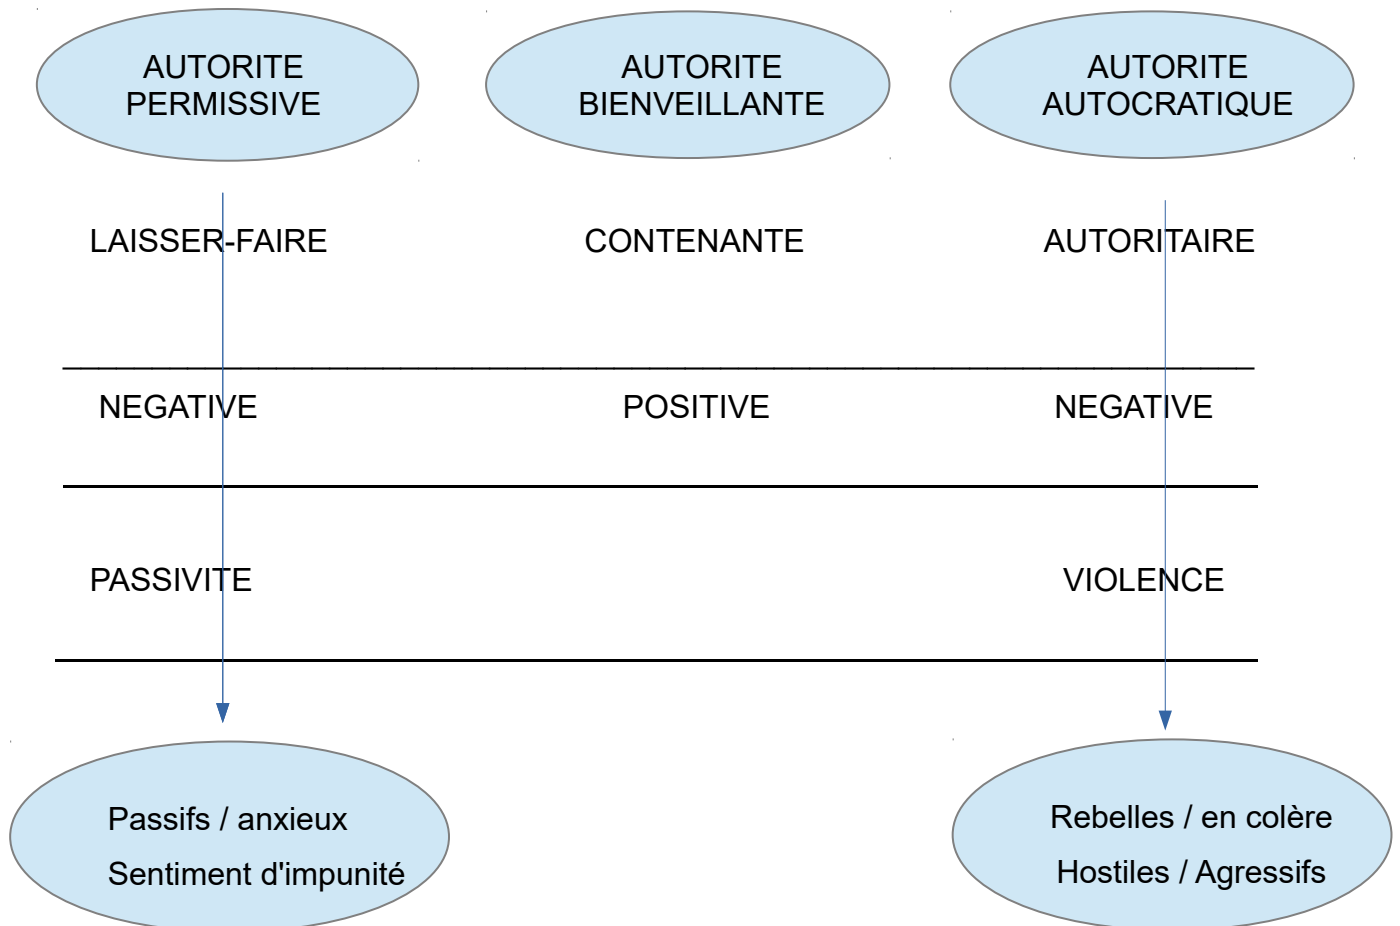 AUTORITE
PERMISSIVE
AUTORITE
BIENVEILLANTE
AUTORITE
AUTOCRATIQUE
LAISSER-FAIRE
CONTENANTE
AUTORITAIRE
NEGATIVE
POSITIVE
NEGATIVE
PASSIVITE
VIOLENCE
Passifs / anxieux
Sentiment d'impunité
Rebelles / en colère
Hostiles / Agressifs